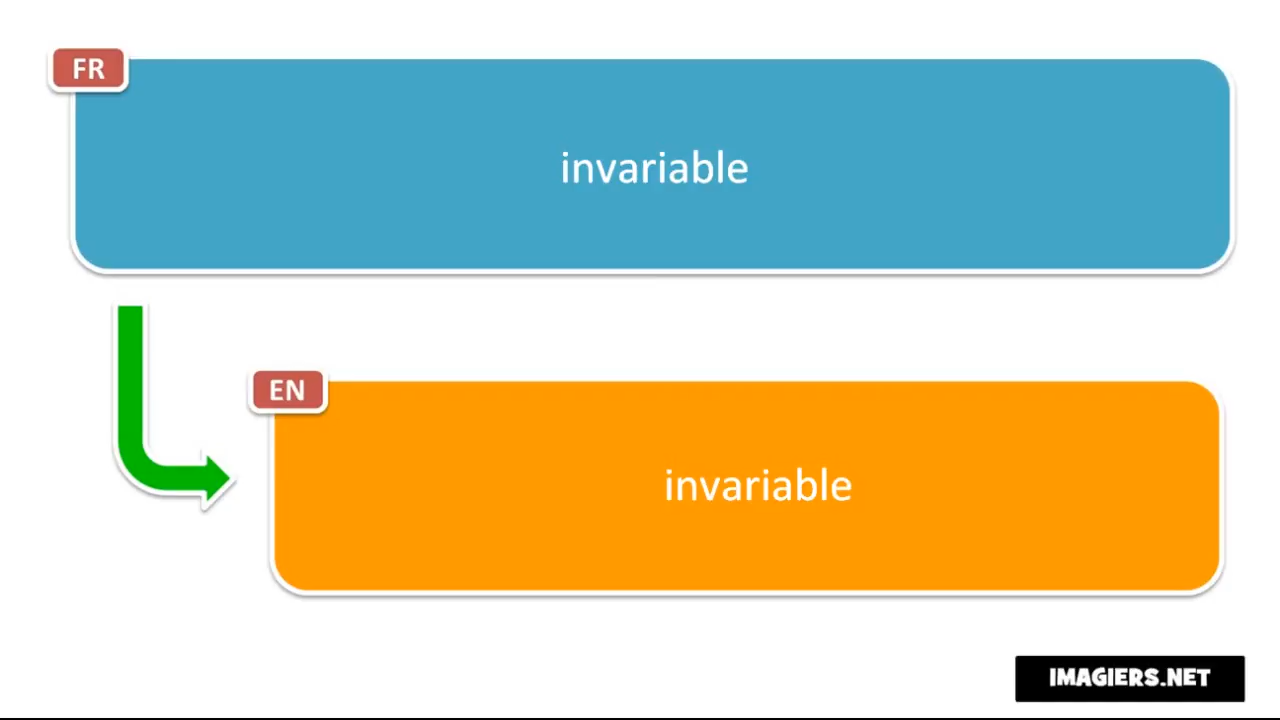 FR
invariable
EN
invariable
IMAGIERS.NET